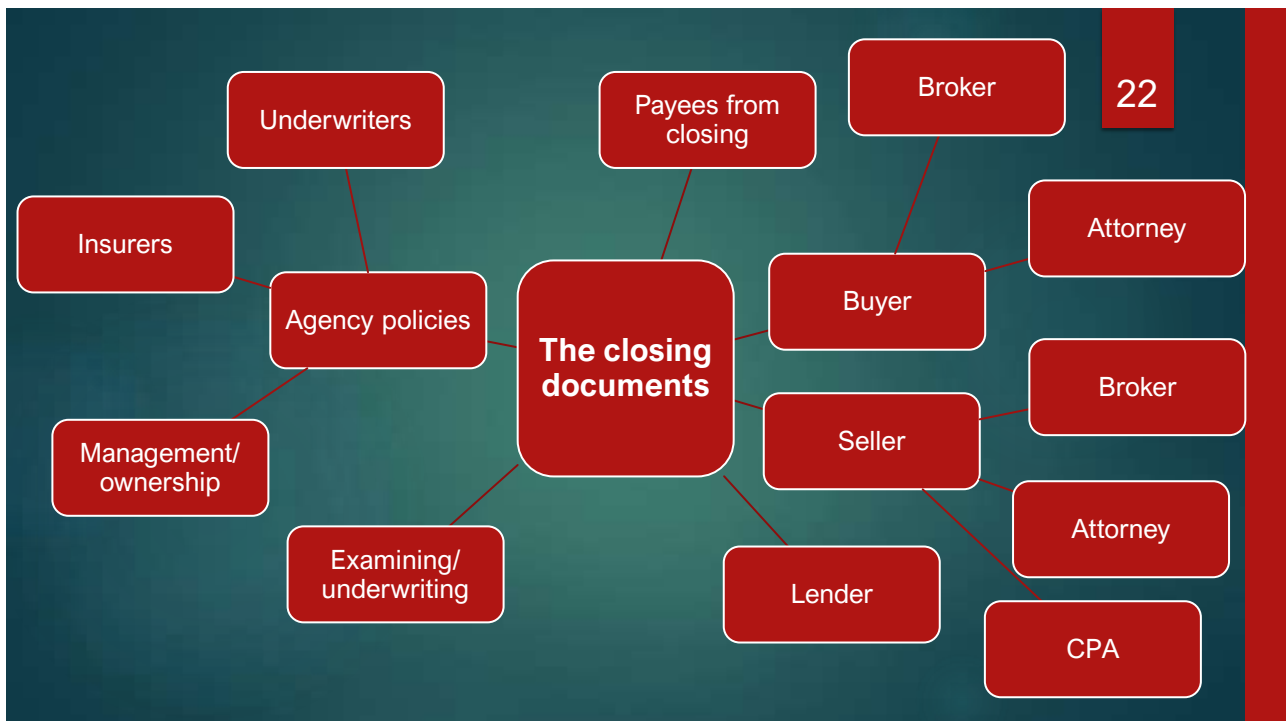 22
Underwriters
Payees from
closing
Broker
Insurers
Attorney
Agency policies
Buyer
The closing
documents
Broker
Seller
Management/
ownership
Attorney
Examining/
underwriting
Lender
CPA